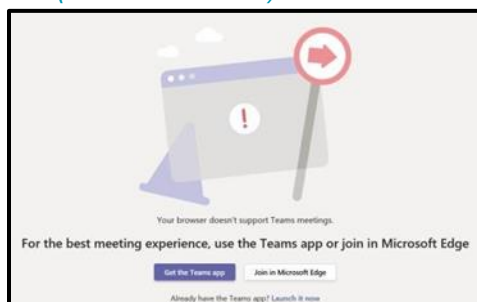 Your browser doesn't support Teams meetings.
For the best meeting experience, use the Teams app or join in Microsoft Edge
Get the Teams app Join in Microsoft Edge
Already have the Teams app? Launch it now